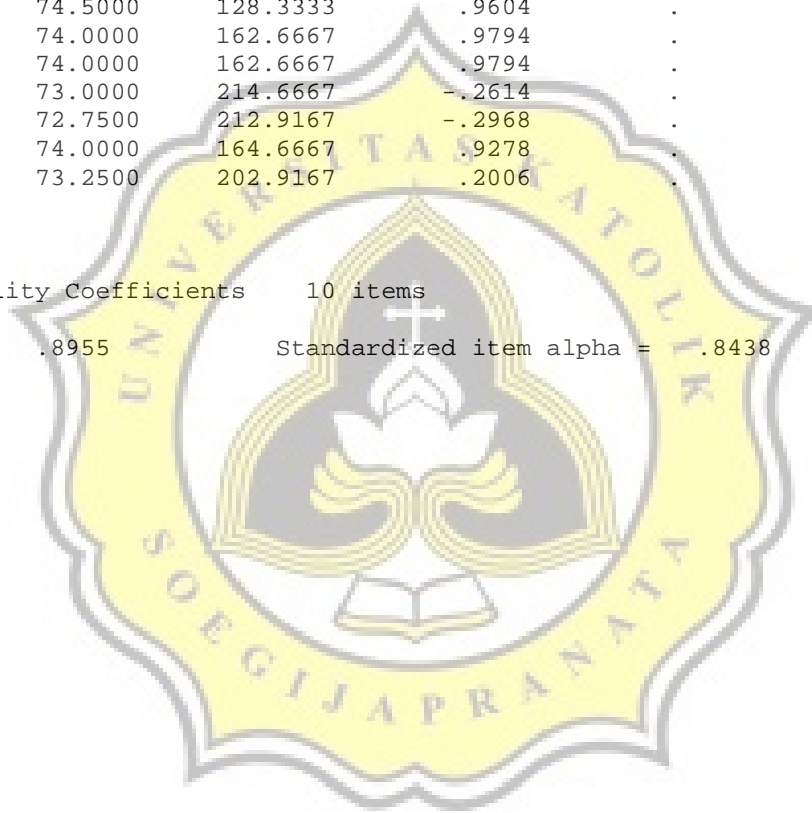 74.5000 128.3333 .9604 .
74.0000 162.6667 .9794 .
74.0000 162.6667 .9794 .
73.0000 214.6667 -.2614 .
72.7500 212.9167 -.2968 .
74.0000 164.6667 .9278 .
73.2500 202.9167 .2006 .
lity Coefficients 10 items
.8955 Standardized item alpha = .8438
UNIVERSITAS KATOLIK
SOEGIJAPRANATA